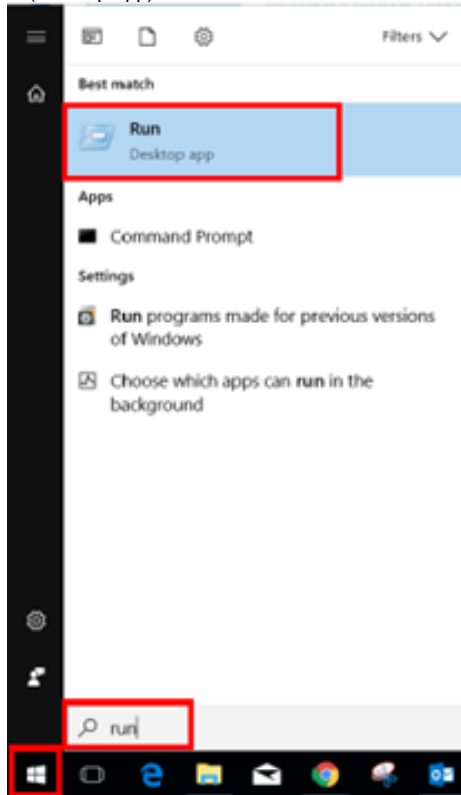 Filters
Best match
Run
Desktop app
Apps
Command Prompt
Settings
Run programs made for previous versions
of Windows
Choose which apps can run in the
background
run